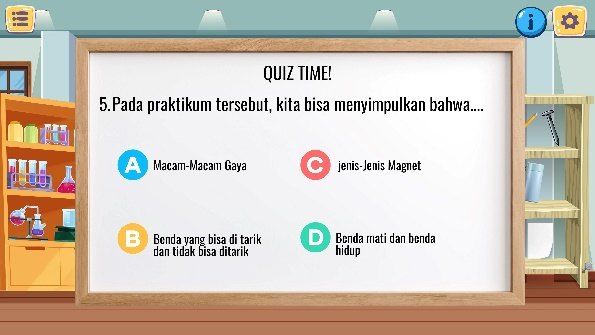 QUIZ TIME!
5.Pada praktikum tersebut, kita bisa menyimpulkan bahwa....
A Macam-Macam Gaya
C jenis-Jenis Magnet
B Benda yang bisa di tarik
dan tidak bisa ditarik
D Benda mati dan benda
hidup